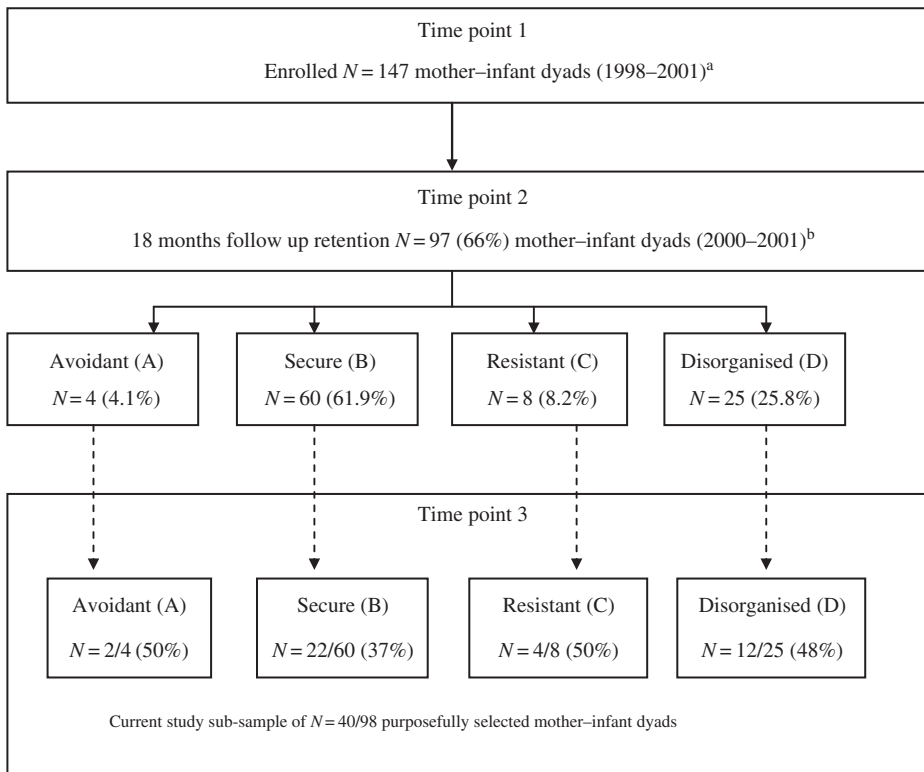 Time point 1
Enrolled N = 147 mother–infant dyads (1998–2001)a
Time point 2
18 months follow up retention N = 97 (66%) mother–infant dyads (2000–2001)b
Avoidant (A)
N = 4 (4.1%)
Secure (B)
N = 60 (61.9%)
Resistant (C)
N = 8 (8.2%)
Disorganised (D)
N = 25 (25.8%)
Time point 3
Avoidant (A)
N = 2/4 (50%)
Secure (B)
N = 22/60 (37%)
Resistant (C)
N = 4/8 (50%)
Disorganised (D)
N = 12/25 (48%)
Current study sub-sample of N = 40/98 purposefully selected mother–infant dyads